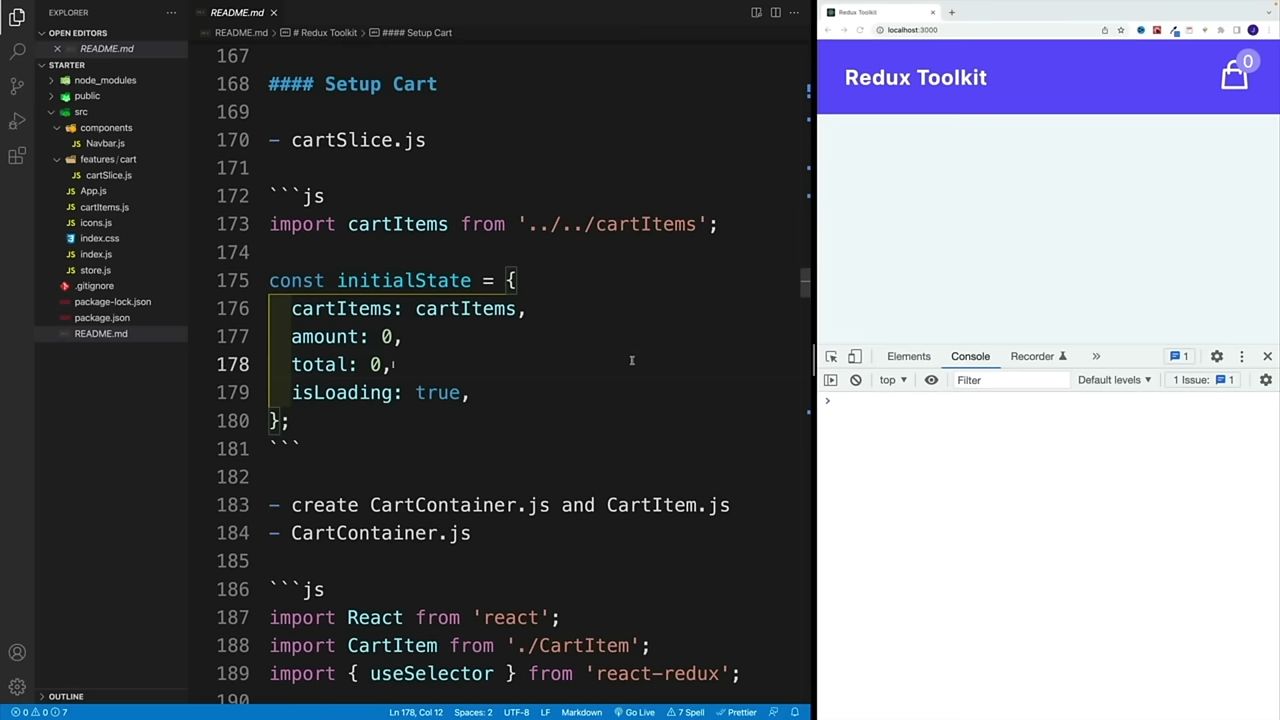 EXPLORER
OPEN EDITORS
README.md
STARTER
node_modules
public
src
components
Navbar.js
features/cart
cartSlice.js
App.js
cartItems.js
icons.js
index.css
index.js
store.js
.gitignore
package-lock.json
package.json
README.md
OUTLINE
README.md
README.md > # Redux Toolkit > #### Setup Cart
167
168 #### Setup Cart
169
170 - cartSlice.js
171
172 ```js
173 import cartItems from '../../cartItems';
174
175 const initialState = {
176 cartItems: cartItems,
177 amount: 0,
178 total: 0,
179 isLoading: true,
180 };
181 ```
182
183 - create CartContainer.js and CartItem.js
184 - CartContainer.js
185
186 ```js
187 import React from 'react';
188 import CartItem from './CartItem';
189 import { useSelector } from 'react-redux';
190
0 0 7
Ln 178, Col 12 Spaces: 2 UTF-8 LF Markdown Go Live 7 Spell Prettier
Redux Toolkit
localhost:3000
Redux Toolkit
0
Elements Console Recorder 1
top Filter Default levels 1 Issue: 1